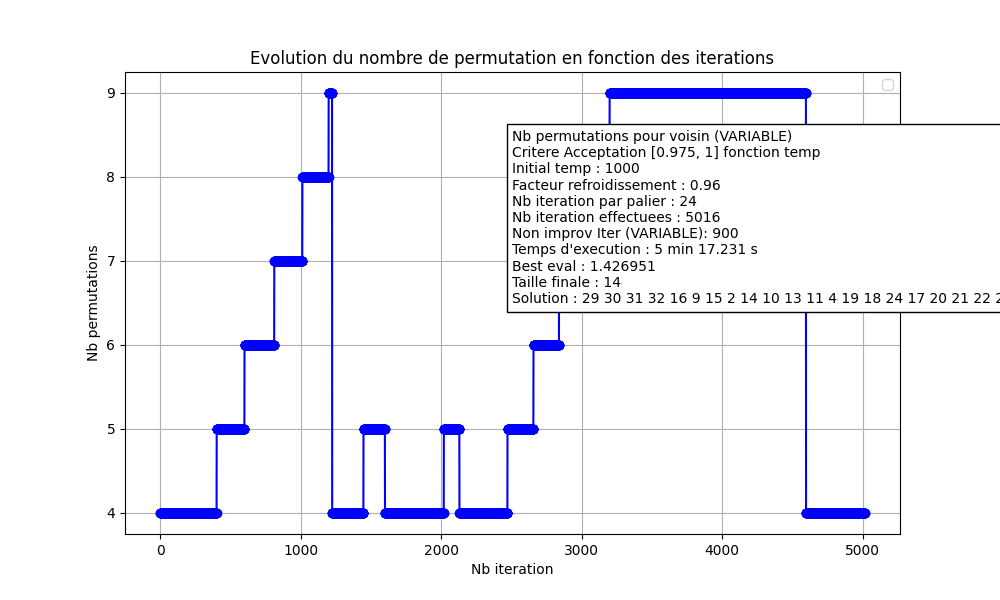 Evolution du nombre de permutation en fonction des iterations
Nb permutations
9
8
7
6
5
4
Nb permutations pour voisin (VARIABLE)
Critere Acceptation [0.975, 1] fonction temp
Initial temp : 1000
Facteur refroidissement : 0.96
Nb iteration par palier : 24
Nb iteration effectuees : 5016
Non improv Iter (VARIABLE): 900
Temps d'execution : 5 min 17.231 s
Best eval : 1.426951
Taille finale : 14
Solution : 29 30 31 32 16 9 15 2 14 10 13 11 4 19 18 24 17 20 21 22
0 1000 2000 3000 4000 5000
Nb iteration